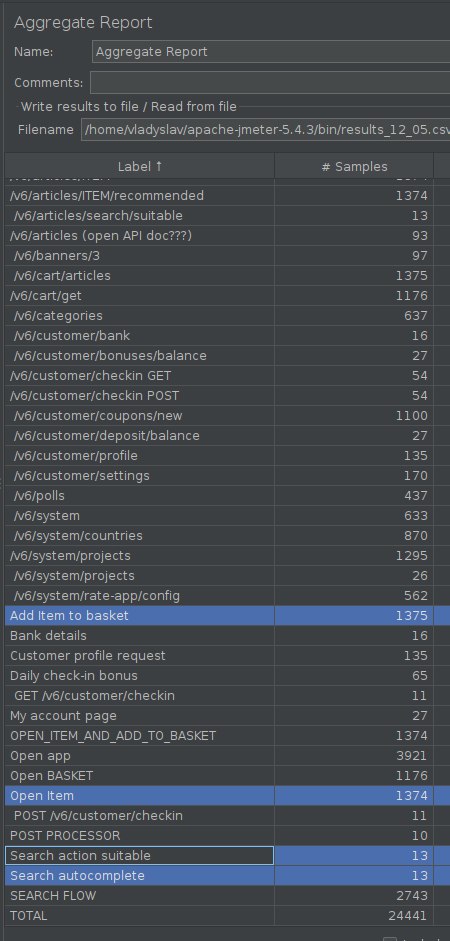 Aggregate Report
Name: Aggregate Report
Comments:
Write results to file / Read from file
Filename /home/vladyslav/apache-jmeter-5.4.3/bin/results_12_05.csv
Label ↑ # Samples
/v6/articles/ITEM/recommended 1374
/v6/articles/search/suitable 13
/v6/articles (open API doc???) 93
/v6/banners/3 97
/v6/cart/articles 1375
/v6/cart/get 1176
/v6/categories 637
/v6/customer/bank 16
/v6/customer/bonuses/balance 27
/v6/customer/checkin GET 54
/v6/customer/checkin POST 54
/v6/customer/coupons/new 1100
/v6/customer/deposit/balance 27
/v6/customer/profile 135
/v6/customer/settings 170
/v6/polls 437
/v6/system 633
/v6/system/countries 870
/v6/system/projects 1295
/v6/system/projects 26
/v6/system/rate-app/config 562
Add Item to basket 1375
Bank details 16
Customer profile request 135
Daily check-in bonus 65
GET /v6/customer/checkin 11
My account page 27
OPEN_ITEM_AND_ADD_TO_BASKET 1374
Open app 3921
Open BASKET 1176
Open Item 1374
POST /v6/customer/checkin 11
POST PROCESSOR 10
Search action suitable 13
Search autocomplete 13
SEARCH FLOW 2743
TOTAL 24441